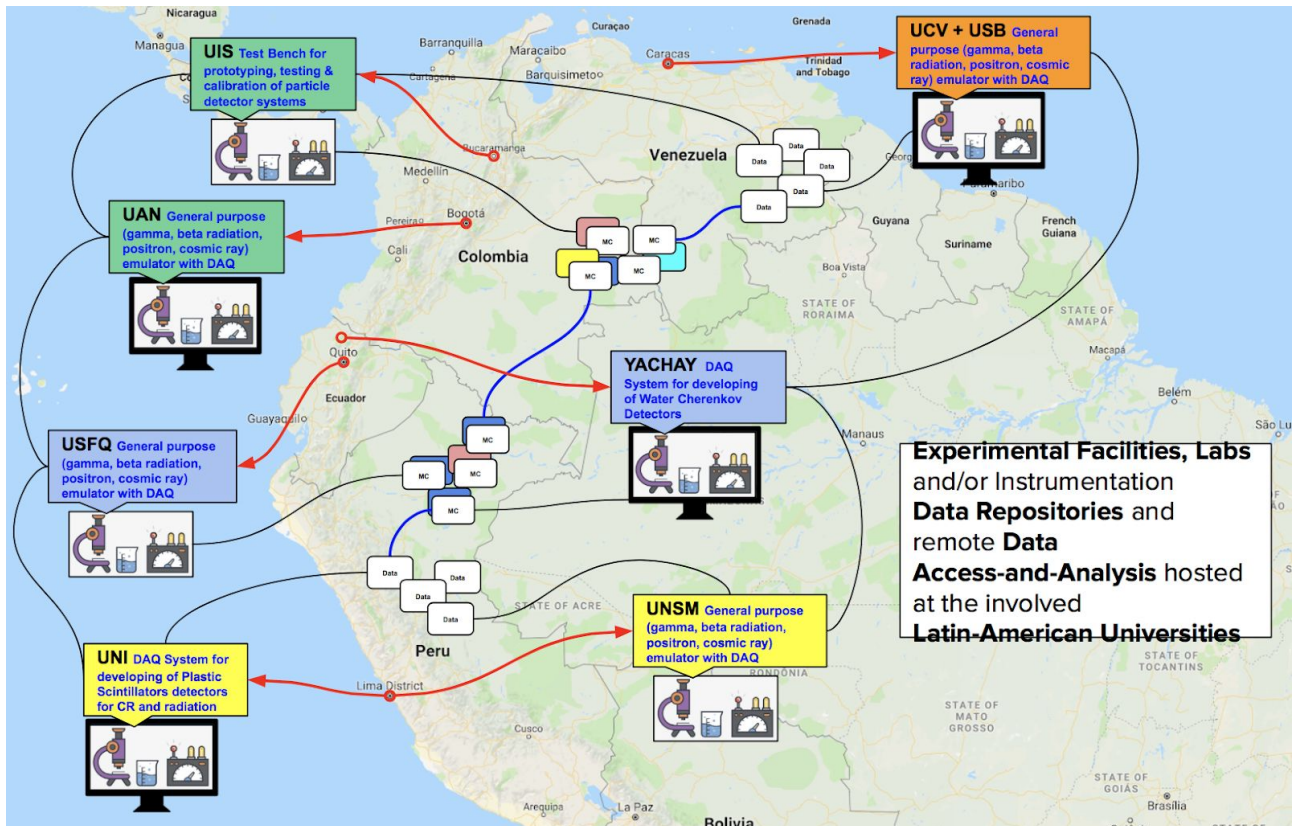 Nicaragua
Managua
UIS Test Bench for
prototyping, testing &
calibration of particle
detector systems
Barranquilla
Cartagena
Maracaibo
Barquisimeto
Curaçao
Caracas
Grenada
Trinidad
and Tobago
UCV + USB General
purpose (gamma, beta
radiation, positron, cosmic
ray) emulator with DAQ
Bucaramanga
Medellín
Venezuela
Data
Data
Data
Data
Data
Georg
Paramaribo
Guyana
Suriname
French
Guiana
UAN General purpose
(gamma, beta radiation,
positron, cosmic ray)
emulator with DAQ
Pereira
Bogotá
Cali
Colombia
MC
MC
MC
MC
Boa Vista
STATE OF
RORAIMA
STATE OF
AMAPÁ
Macapá
Quito
Ecuador
Guayaquil
YACHAY DAQ
System for developing
of Water Cherenkov
Detectors
Belém
São Lu
Manaus
USFQ General purpose
(gamma, beta radiation,
positron, cosmic ray)
emulator with DAQ
MC
MC
MC
MC
Experimental Facilities, Labs
and/or Instrumentation
Data Repositories and
remote Data
Access-and-Analysis hosted
at the involved
Latin-American Universities
Data
Data
Data
Data
STATE OF ACRE
Peru
UNSM General purpose
(gamma, beta radiation,
positron, cosmic ray)
emulator with DAQ
RONDÔNIA
UNI DAQ System for
developing of Plastic
Scintillators detectors
for CR and radiation
Lima District
Cusco
STATE OF
TOCANTINS
STATE OF
MATO
GROSSO
STATE OF
GOIÁS
Brasília
Arequipa
La Paz
Bolivia